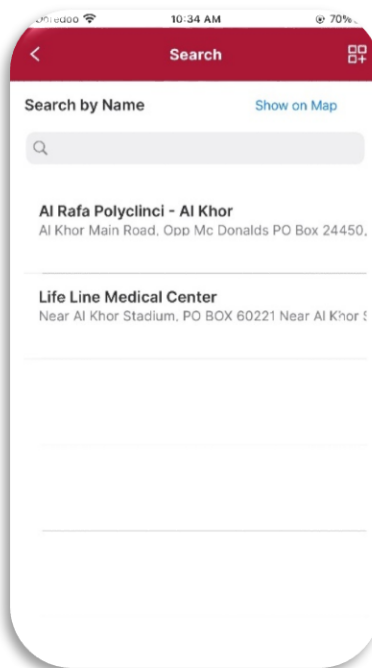 Ooredoo 10:34 AM 70%
Search
Search by Name Show on Map
Al Rafa Polyclinci - Al Khor
Al Khor Main Road, Opp Mc Donalds PO Box 24450,
Life Line Medical Center
Near Al Khor Stadium, PO BOX 60221 Near Al Khor S